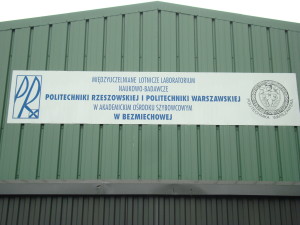 MIĘDZYUCZELNIANE LOTNICZE LABORATORIUM
NAUKOWO-BADAWCZE
POLITECHNIKI RZESZOWSKIEJ I POLITECHNIKI WARSZAWSKIEJ
W AKADEMICKIM OŚRODKU SZYBOWCOWYM
W BEZMIECHOWEJ